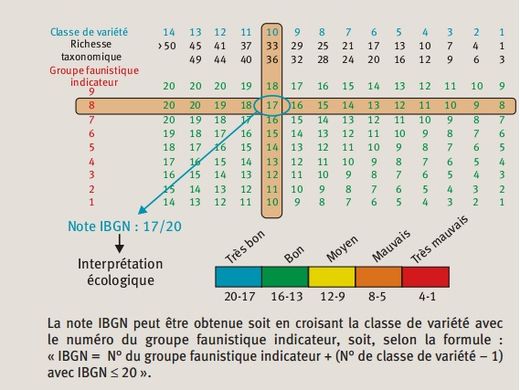 Classe de variété 14 13 12 11 10 9 8 7 6 5 4 3 2 1
Richesse >50 45 41 37 33 29 25 21 17 13 10 7 4 1
taxonomique 49 44 40 36 32 28 24 20 16 12 9 6 3
Groupe faunistique
indicateur
9 20 20 20 19 18 17 16 15 14 13 12 11 10 9
8 20 20 19 18 17 16 15 14 13 12 11 10 9 8
7 20 19 18 17 16 15 14 13 12 11 10 9 8 7
6 19 18 17 16 15 14 13 12 11 10 9 8 7 6
5 18 17 16 15 14 13 12 11 10 9 8 7 6 5
4 17 16 15 14 13 12 11 10 9 8 7 6 5 4
3 16 15 14 13 12 11 10 9 8 7 6 5 4 3
2 15 14 13 12 11 10 9 8 7 6 5 4 3 2
1 14 13 12 11 10 9 8 7 6 5 4 3 2 1
Note IBGN : 17/20
Interprétation
écologique
Très bon Bon Moyen Mauvais Très mauvais
20-17 16-13 12-9 8-5 4-1
La note IBGN peut être obtenue soit en croisant la classe de variété avec
le numéro du groupe faunistique indicateur, soit, selon la formule :
« IBGN = N° du groupe faunistique indicateur + (N° de classe de variété – 1)
avec IBGN ≤ 20 ».